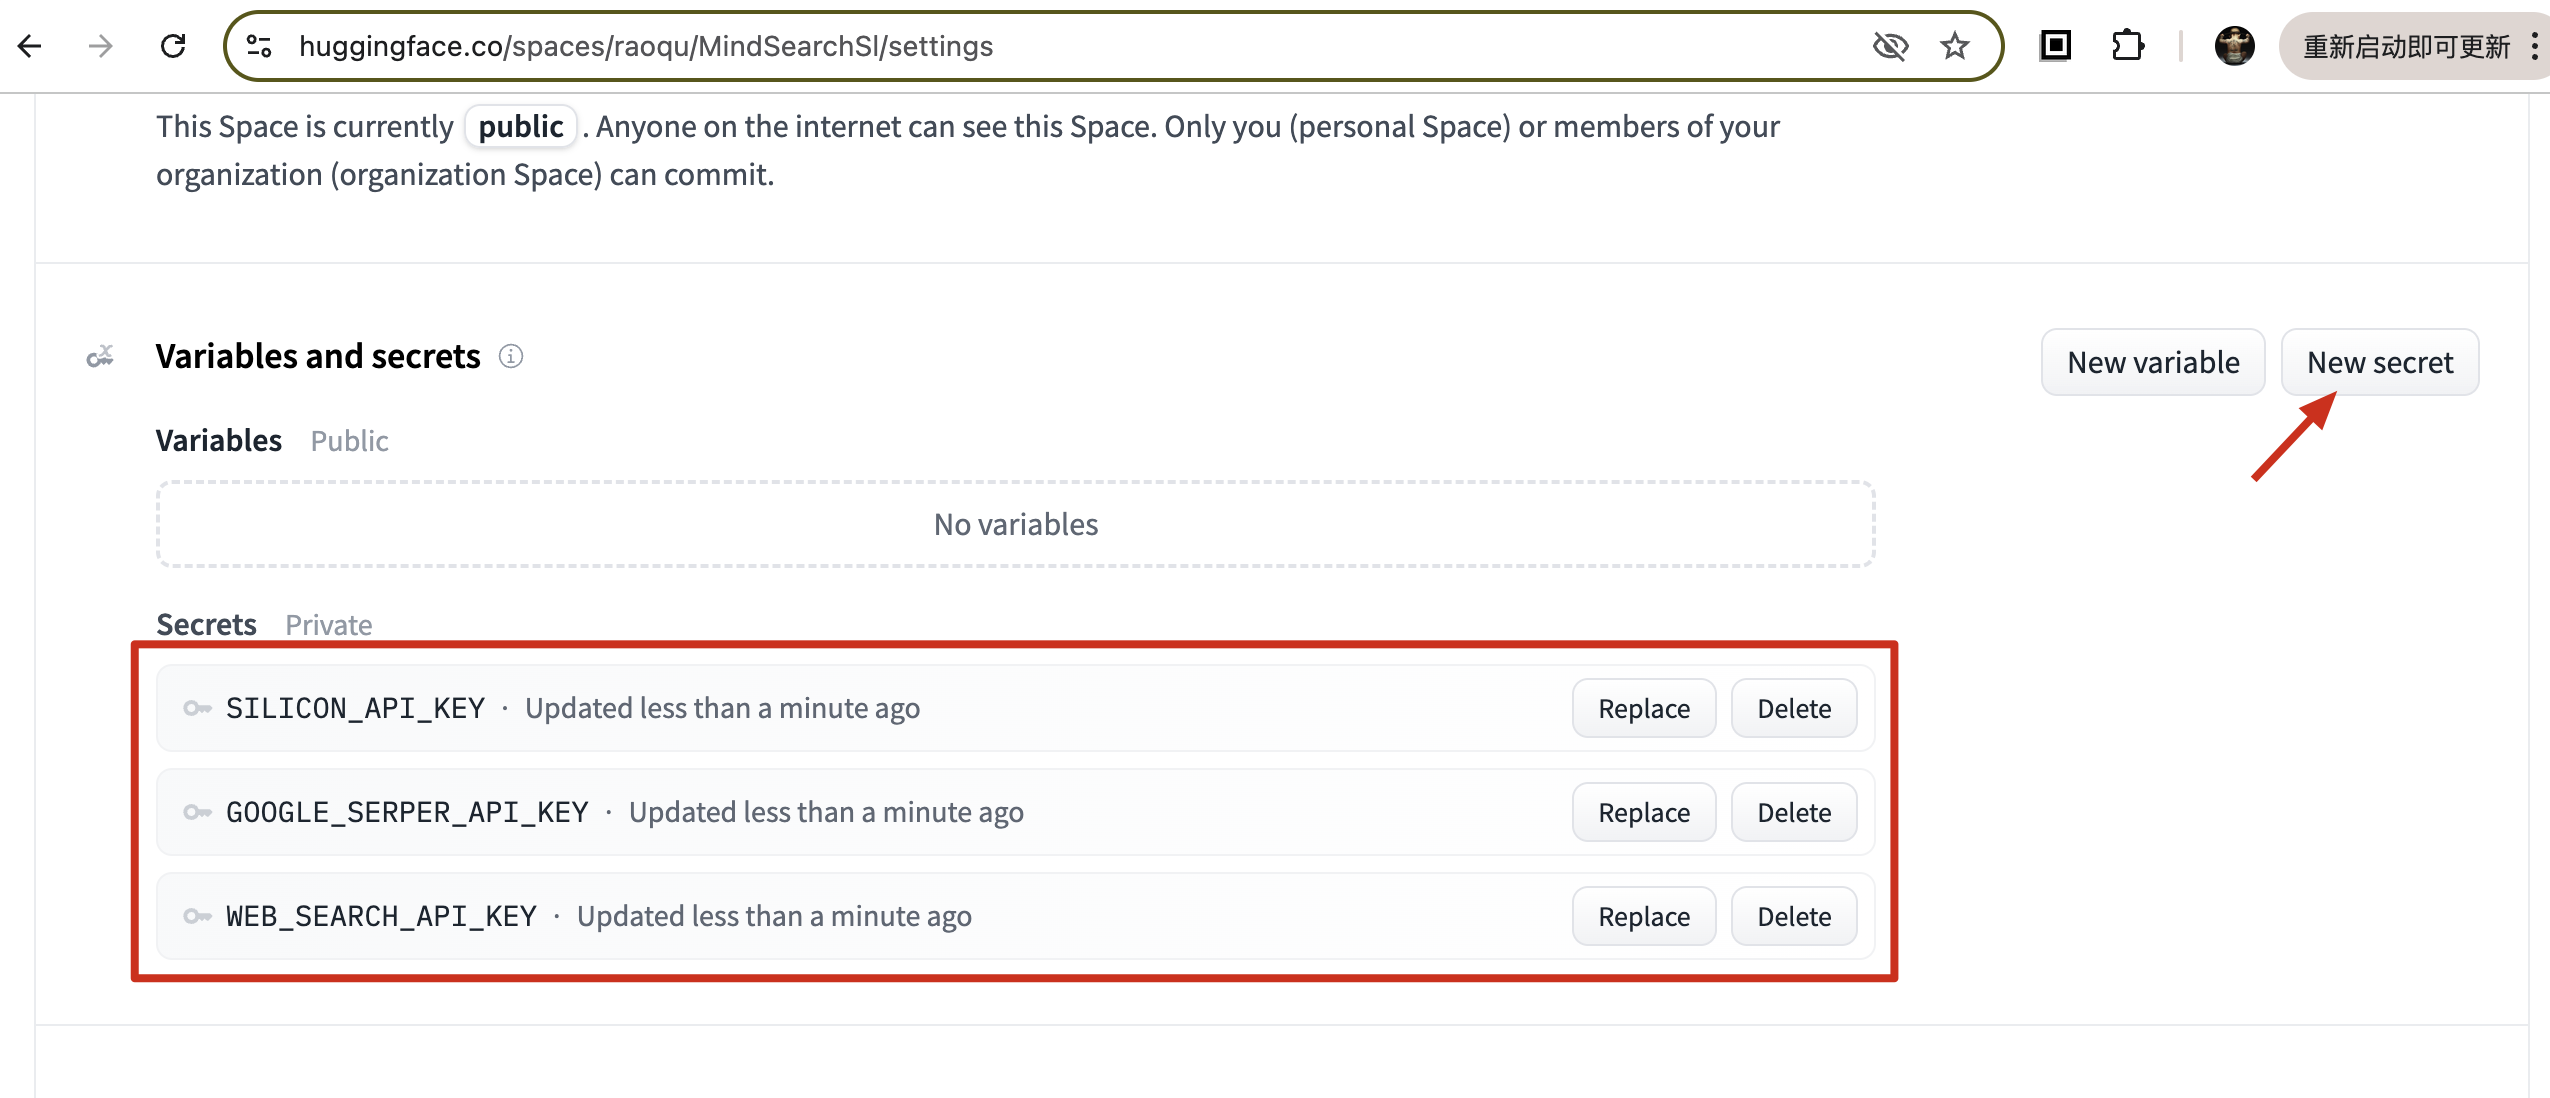 huggingface.co/spaces/raoqu/MindSearchSl/settings
重新启动即可更新
This Space is currently public . Anyone on the internet can see this Space. Only you (personal Space) or members of your
organization (organization Space) can commit.
Variables and secrets
New variable
New secret
Variables Public
No variables
Secrets Private
SILICON_API_KEY · Updated less than a minute ago Replace Delete
GOOGLE_SERPER_API_KEY · Updated less than a minute ago Replace Delete
WEB_SEARCH_API_KEY · Updated less than a minute ago Replace Delete